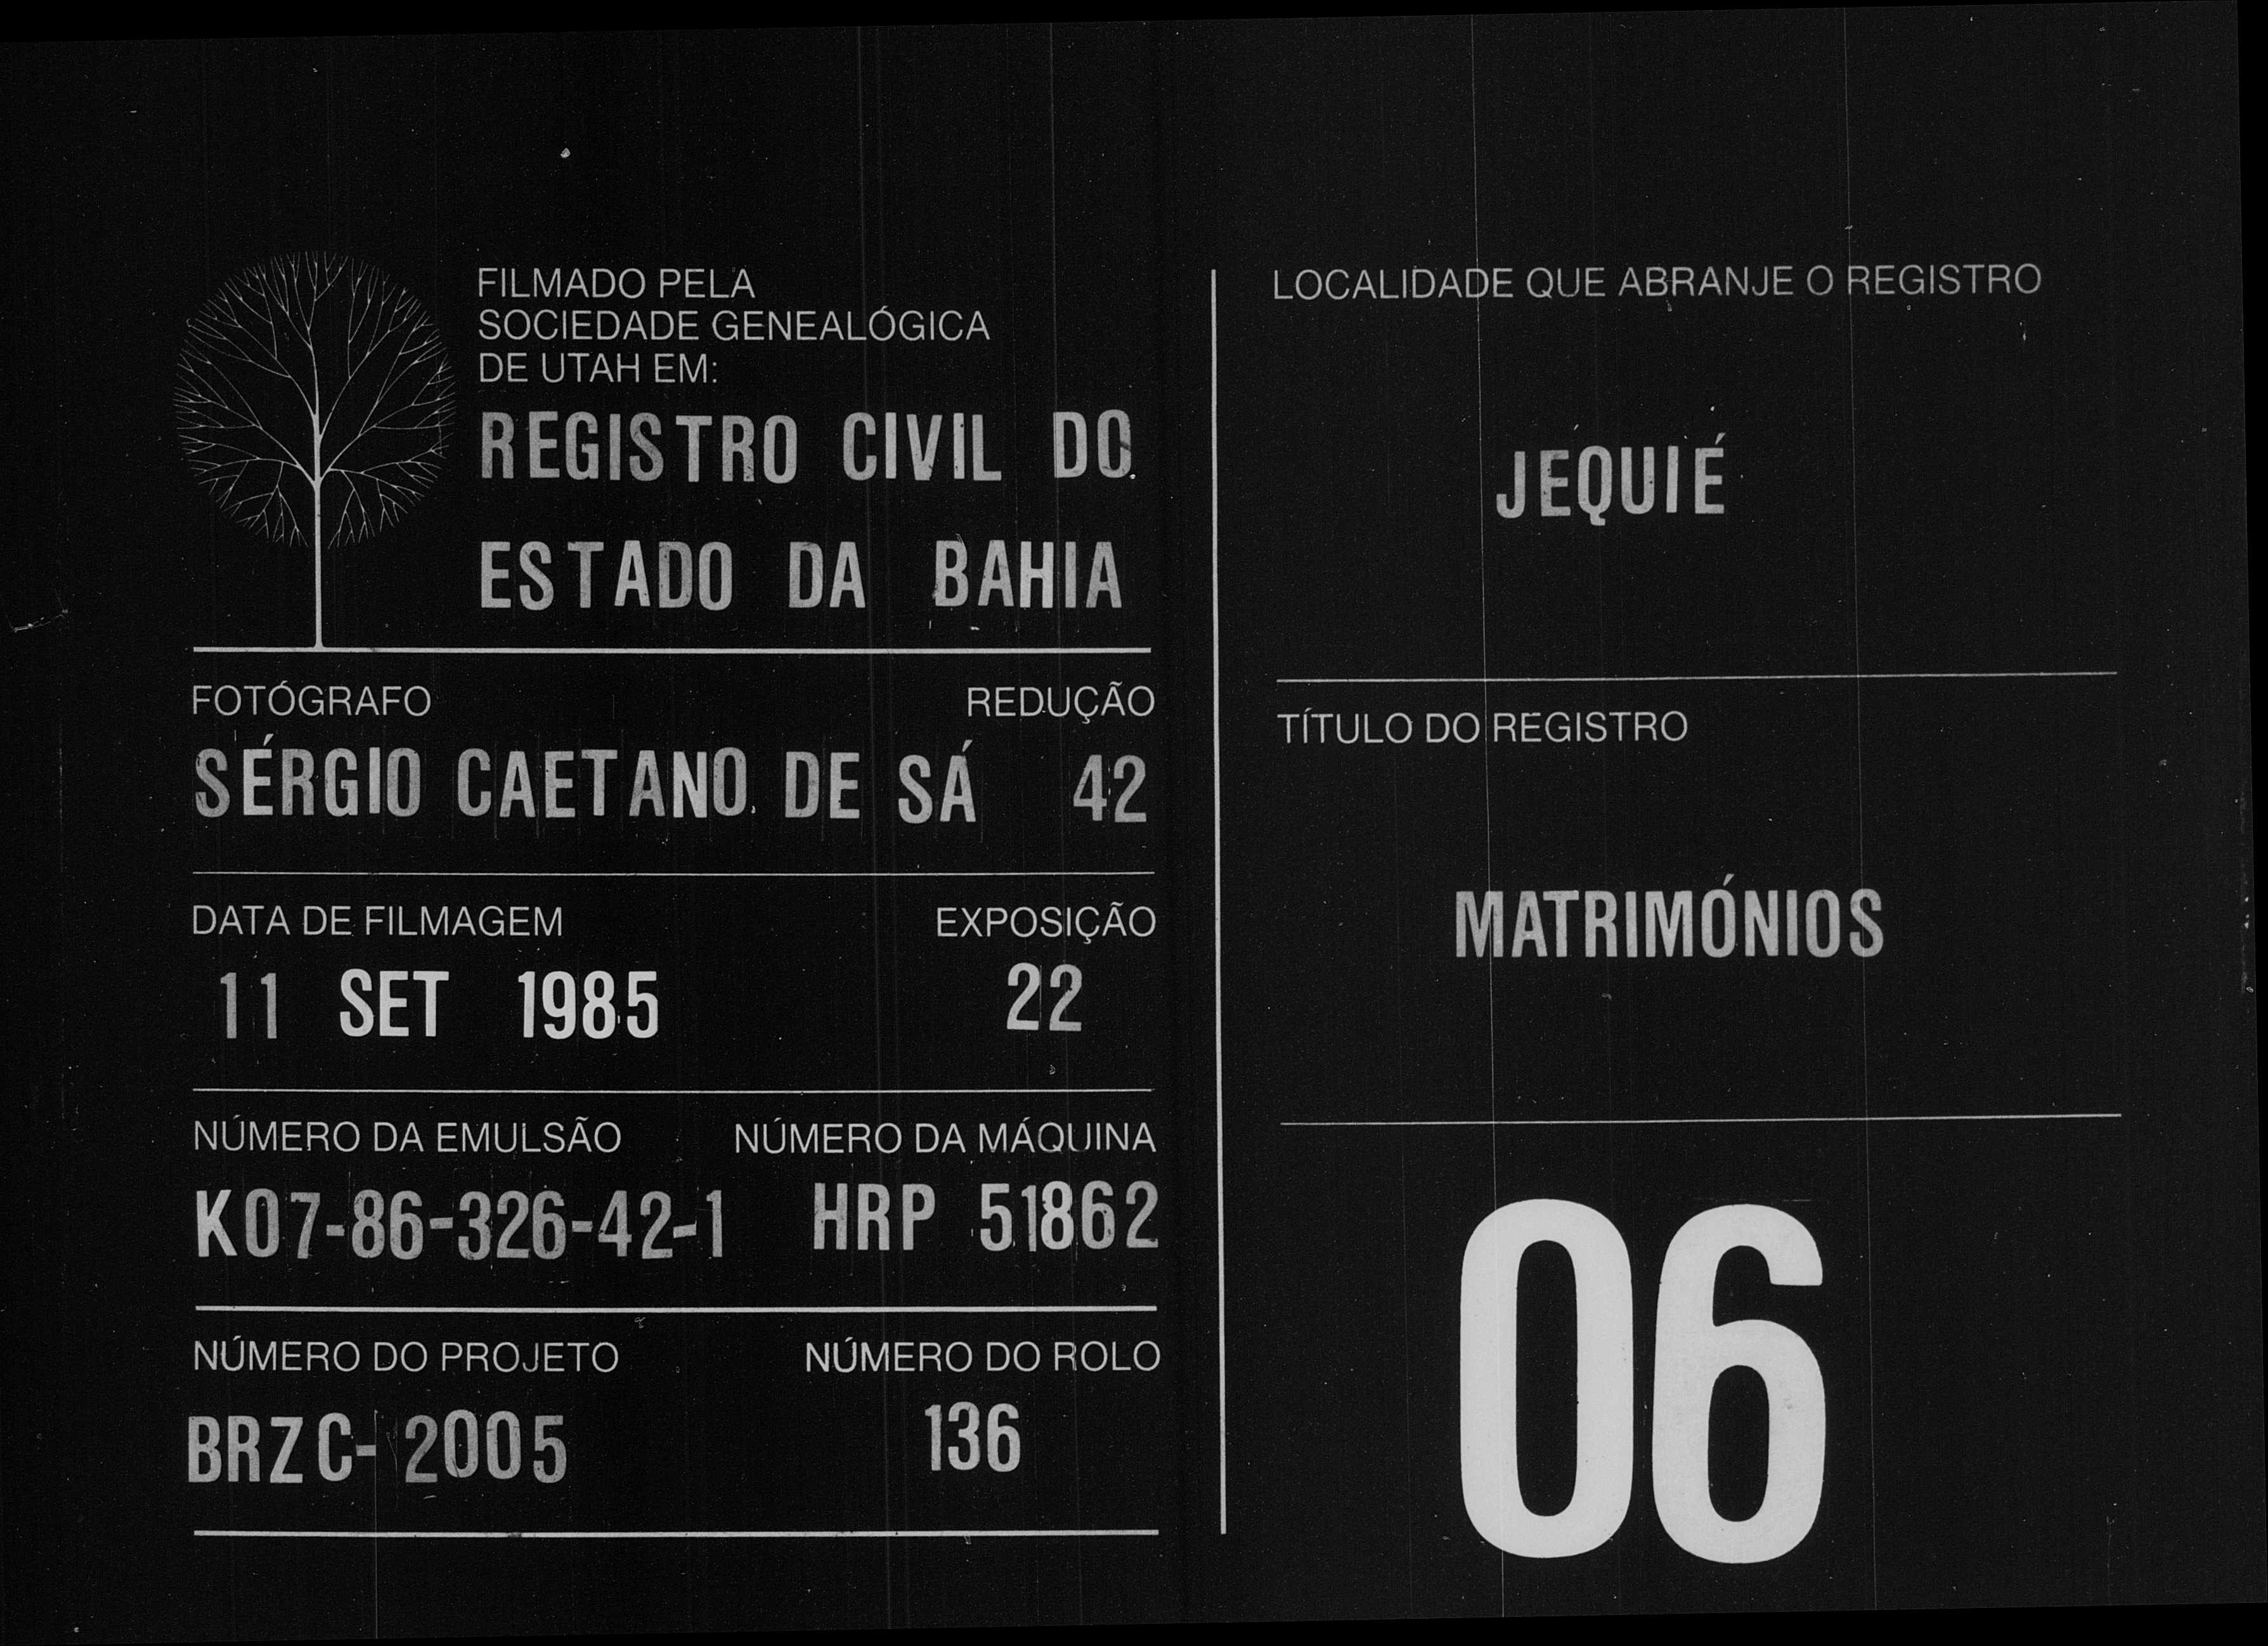 FILMADO PELA
SOCIEDADE GENEALÓGICA
DE UTAH EM:
REGISTRO CIVIL DO
ESTADO DA BAHIA
FOTÓGRAFO REDUÇÃO
SÉRGIO CAETANO DE SÁ 42
DATA DE FILMAGEM EXPOSIÇÃO
11 SET 1985 22
NÚMERO DA EMULSÃO NÚMERO DA MÁQUINA
K07-86-326-42-1 HRP 51862
NÚMERO DO PROJETO NÚMERO DO ROLO
BRZC-2005 136
LOCALIDADE QUE ABRANJE O REGISTRO
JEQUIÉ
TÍTULO DO REGISTRO
MATRIMÓNIOS
06